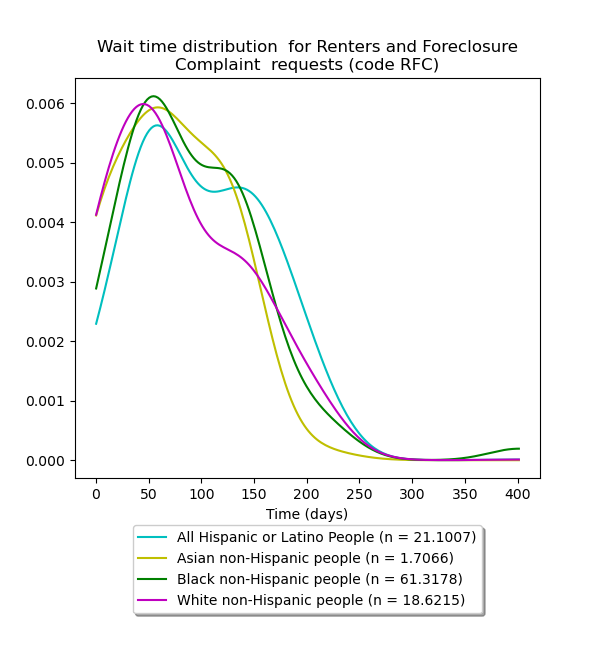 Wait time distribution  for Renters and Foreclosure
Complaint  requests (code RFC)
0.006
0.005
0.004
0.003
0.002
0.001
0.000
0 50 100 150 200 250 300 350 400
Time (days)
All Hispanic or Latino People (n = 21.1007)
Asian non-Hispanic people (n = 1.7066)
Black non-Hispanic people (n = 61.3178)
White non-Hispanic people (n = 18.6215)